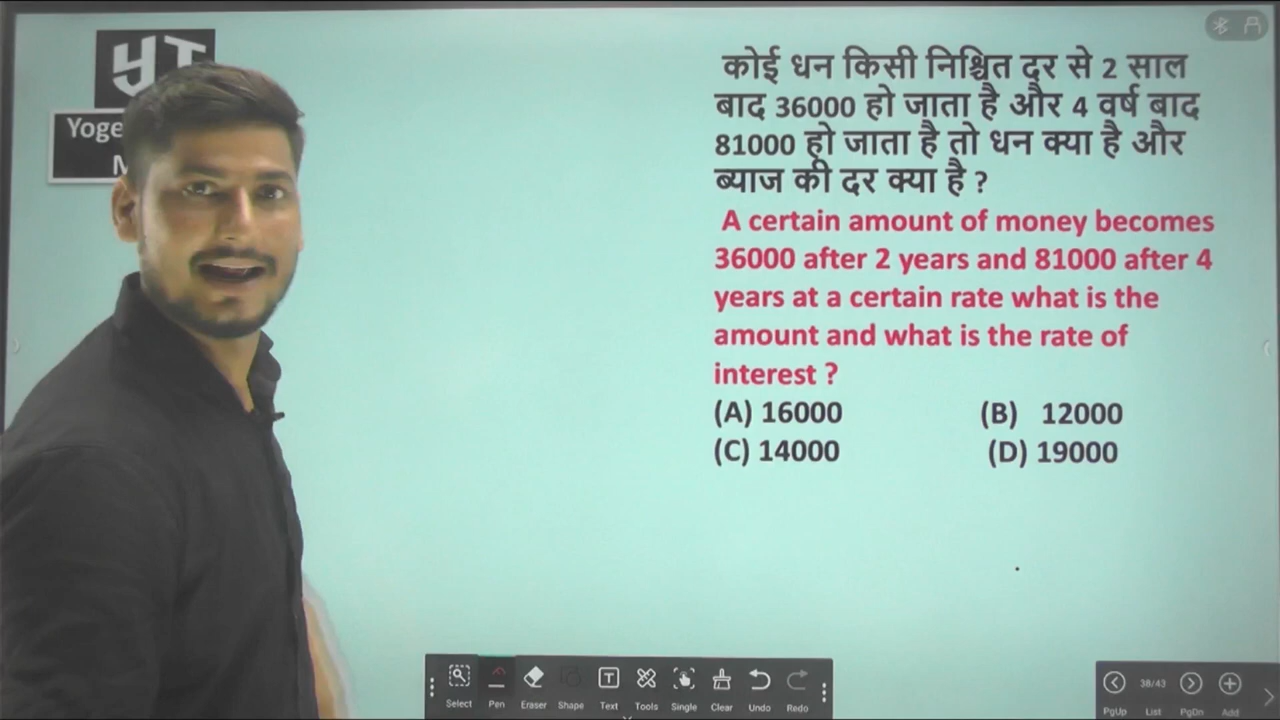 YT
कोई धन किसी निश्चित दर से 2 साल
बाद 36000 हो जाता है और 4 वर्ष बाद
81000 हो जाता है तो धन क्या है और
ब्याज की दर क्या है ?
A certain amount of money becomes
36000 after 2 years and 81000 after 4
years at a certain rate what is the
amount and what is the rate of
interest ?
(A) 16000 (B) 12000
(C) 14000 (D) 19000
Select Pen Eraser Shape Text Tools Single Clear Undo Redo
38/43
PgUp List PgDn Add